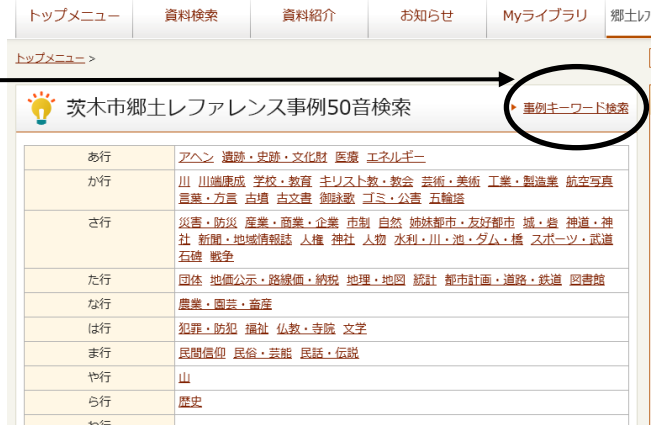 トップメニュー 資料検索 資料紹介 お知らせ Myライブラリ 郷土レフ
トップメニュー >
茨木市郷土レファレンス事例50音検索 事例キーワード検索
あ行 アヘン 遺跡・史跡・文化財 医療 エネルギー
か行 川 川端康成 学校・教育 キリスト教・教会 芸術・美術 工業・製造業 航空写真
言葉・方言 古墳 古文書 御詠歌 ゴミ・公害 五輪塔
さ行 災害・防災 産業・商業・企業 市制 自然 姉妹都市・友好都市 城・砦 神道・神
社 新聞・地域情報誌 人権 神社 人物 水利・川・池・ダム・橋 スポーツ・武道
石碑 戦争
た行 団体 地価公示・路線価・納税 地理・地図 統計 都市計画・道路・鉄道 図書館
な行 農業・園芸・畜産
は行 犯罪・防犯 福祉 仏教・寺院 文学
ま行 民間信仰 民俗・芸能 民話・伝説
や行 山
ら行 歴史
わ行